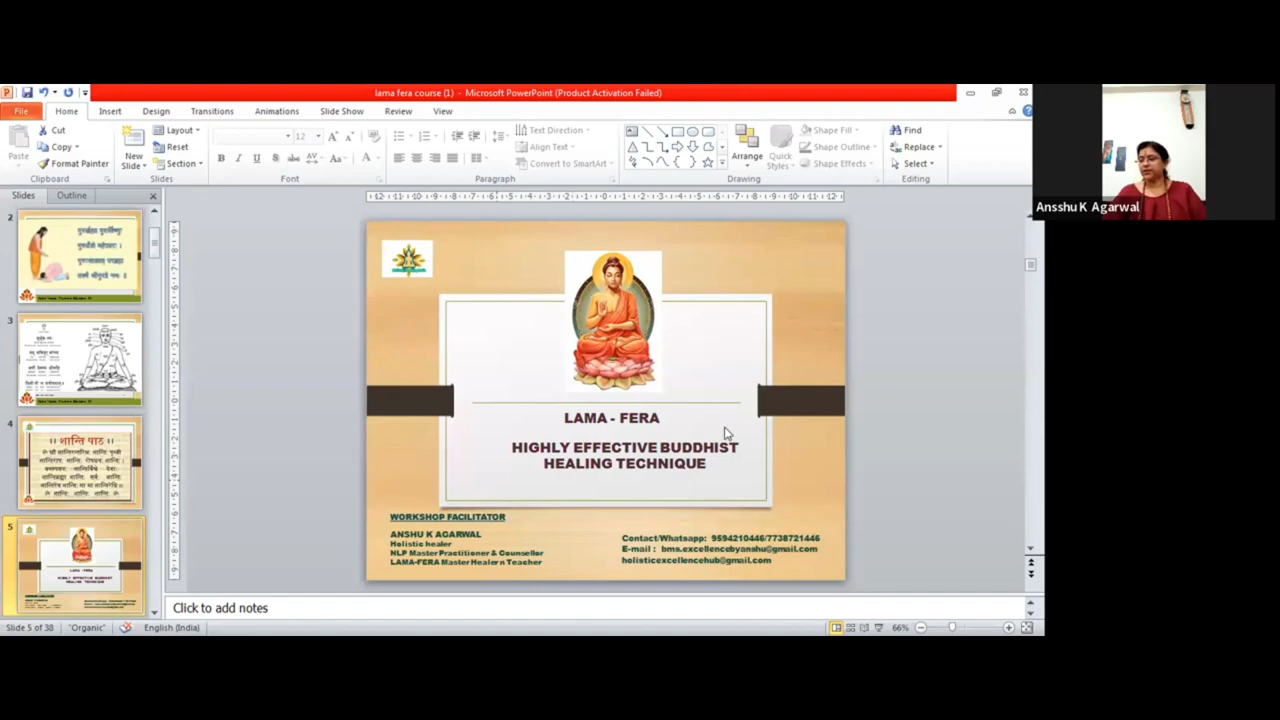 lama fera course (1) - Microsoft PowerPoint (Product Activation Failed)
File Home Insert Design Transitions Animations Slide Show Review View
Paste
Cut
Copy
Format Painter
Clipboard
New Slide
Layout
Reset
Section
Slides
12
Font
Text Direction
Align Text
Convert to SmartArt
Paragraph
Arrange
Quick Styles
Shape Fill
Shape Outline
Shape Effects
Drawing
Find
Replace
Select
Editing
Ansshu K Agarwal
Slides Outline
2
3
4
॥ शान्ति पाठ ॥
5
LAMA - FERA
HIGHLY EFFECTIVE BUDDHIST
HEALING TECHNIQUE
WORKSHOP FACILITATOR
ANSHU K AGARWAL
Holistic healer
NLP Master Practitioner & Counsellor
LAMA-FERA Master Healer n Teacher
Contact/Whatsapp: 9594210446/7738721446
E-mail : bms.excellencebyanshu@gmail.com
holisticexcellencehub@gmail.com
Click to add notes
Slide 5 of 38 "Organic" English (India) 66%